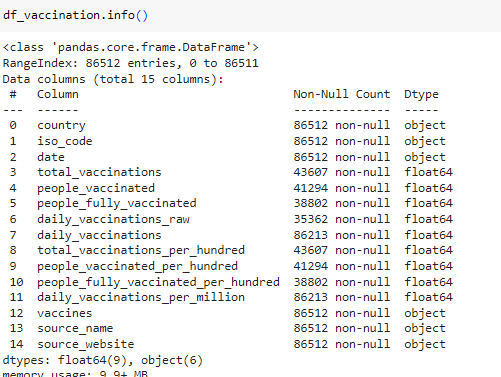 df_vaccination.info()
<class 'pandas.core.frame.DataFrame'>
RangeIndex: 86512 entries, 0 to 86511
Data columns (total 15 columns):
 #   Column                               Non-Null Count  Dtype
---  ------                               --------------  -----
 0   country                              86512 non-null  object
 1   iso_code                             86512 non-null  object
 2   date                                 86512 non-null  object
 3   total_vaccinations                   43607 non-null  float64
 4   people_vaccinated                    41294 non-null  float64
 5   people_fully_vaccinated              38802 non-null  float64
 6   daily_vaccinations_raw               35362 non-null  float64
 7   daily_vaccinations                   86213 non-null  float64
 8   total_vaccinations_per_hundred       43607 non-null  float64
 9   people_vaccinated_per_hundred        41294 non-null  float64
 10  people_fully_vaccinated_per_hundred  38802 non-null  float64
 11  daily_vaccinations_per_million       86213 non-null  float64
 12  vaccines                             86512 non-null  object
 13  source_name                          86512 non-null  object
 14  source_website                       86512 non-null  object
dtypes: float64(9), object(6)
memory usage: 9.9+ MB